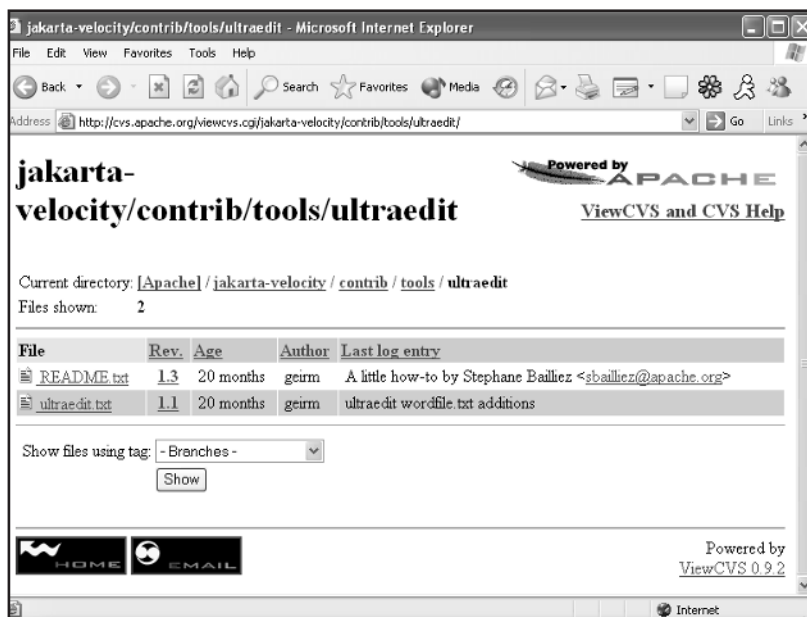 jakarta-velocity/contrib/tools/ultraedit - Microsoft Internet Explorer
File Edit View Favorites Tools Help
Back Search Favorites Media
Address http://cvs.apache.org/viewcvs.cgi/jakarta-velocity/contrib/tools/ultraedit/ Go Links
jakarta-
velocity/contrib/tools/ultraedit
Powered by
APACHE
ViewCVS and CVS Help
Current directory: [Apache] / jakarta-velocity / contrib / tools / ultraedit
Files shown: 2
File Rev. Age Author Last log entry
README.txt 1.3 20 months geirm A little how-to by Stephane Bailliez <sbailliez@apache.org>
ultraedit.txt 1.1 20 months geirm ultraedit wordfile.txt additions
Show files using tag: - Branches -
Show
HOME EMAIL
Powered by
ViewCVS 0.9.2
Internet